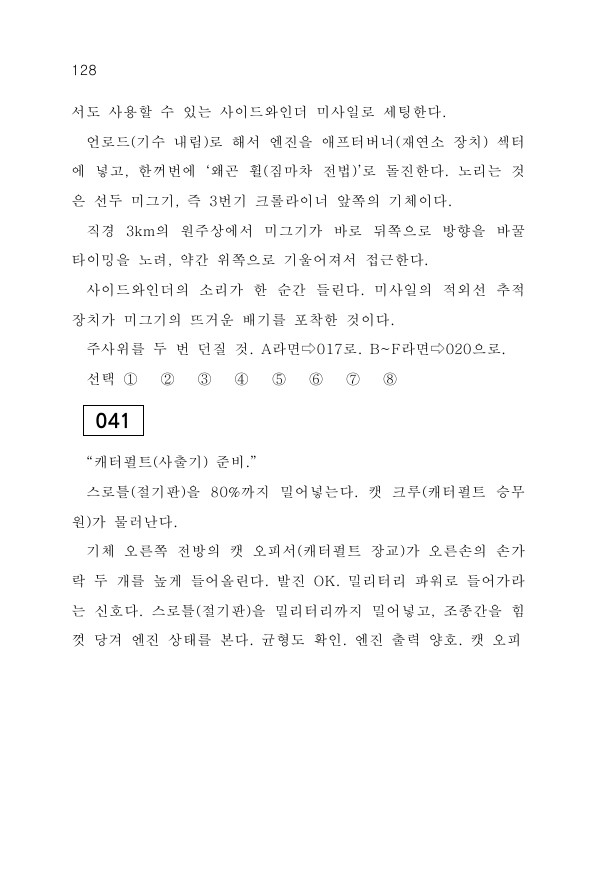 128
서도 사용할 수 있는 사이드와인더 미사일로 세팅한다.
언로드(기수 내림)로 해서 엔진을 애프터버너(재연소 장치) 섹터
에 넣고, 한꺼번에 ‘왜곤 휠(짐마차 전법)’로 돌진한다. 노리는 것
은 선두 미그기, 즉 3번기 크롤라이너 앞쪽의 기체이다.
직경 3km의 원주상에서 미그기가 바로 뒤쪽으로 방향을 바꿀
타이밍을 노려, 약간 위쪽으로 기울어져서 접근한다.
사이드와인더의 소리가 한 순간 들린다. 미사일의 적외선 추적
장치가 미그기의 뜨거운 배기를 포착한 것이다.
주사위를 두 번 던질 것. A라면⇨017로. B~F라면⇨020으로.
선택 ① ② ③ ④ ⑤ ⑥ ⑦ ⑧
041
“캐터펄트(사출기) 준비.”
스로틀(절기판)을 80%까지 밀어넣는다. 캣 크루(캐터펄트 승무
원)가 물러난다.
기체 오른쪽 전방의 캣 오피서(캐터펄트 장교)가 오른손의 손가
락 두 개를 높게 들어올린다. 발진 OK. 밀리터리 파워로 들어가라
는 신호다. 스로틀(절기판)을 밀리터리까지 밀어넣고, 조종간을 힘
껏 당겨 엔진 상태를 본다. 균형도 확인. 엔진 출력 양호. 캣 오피